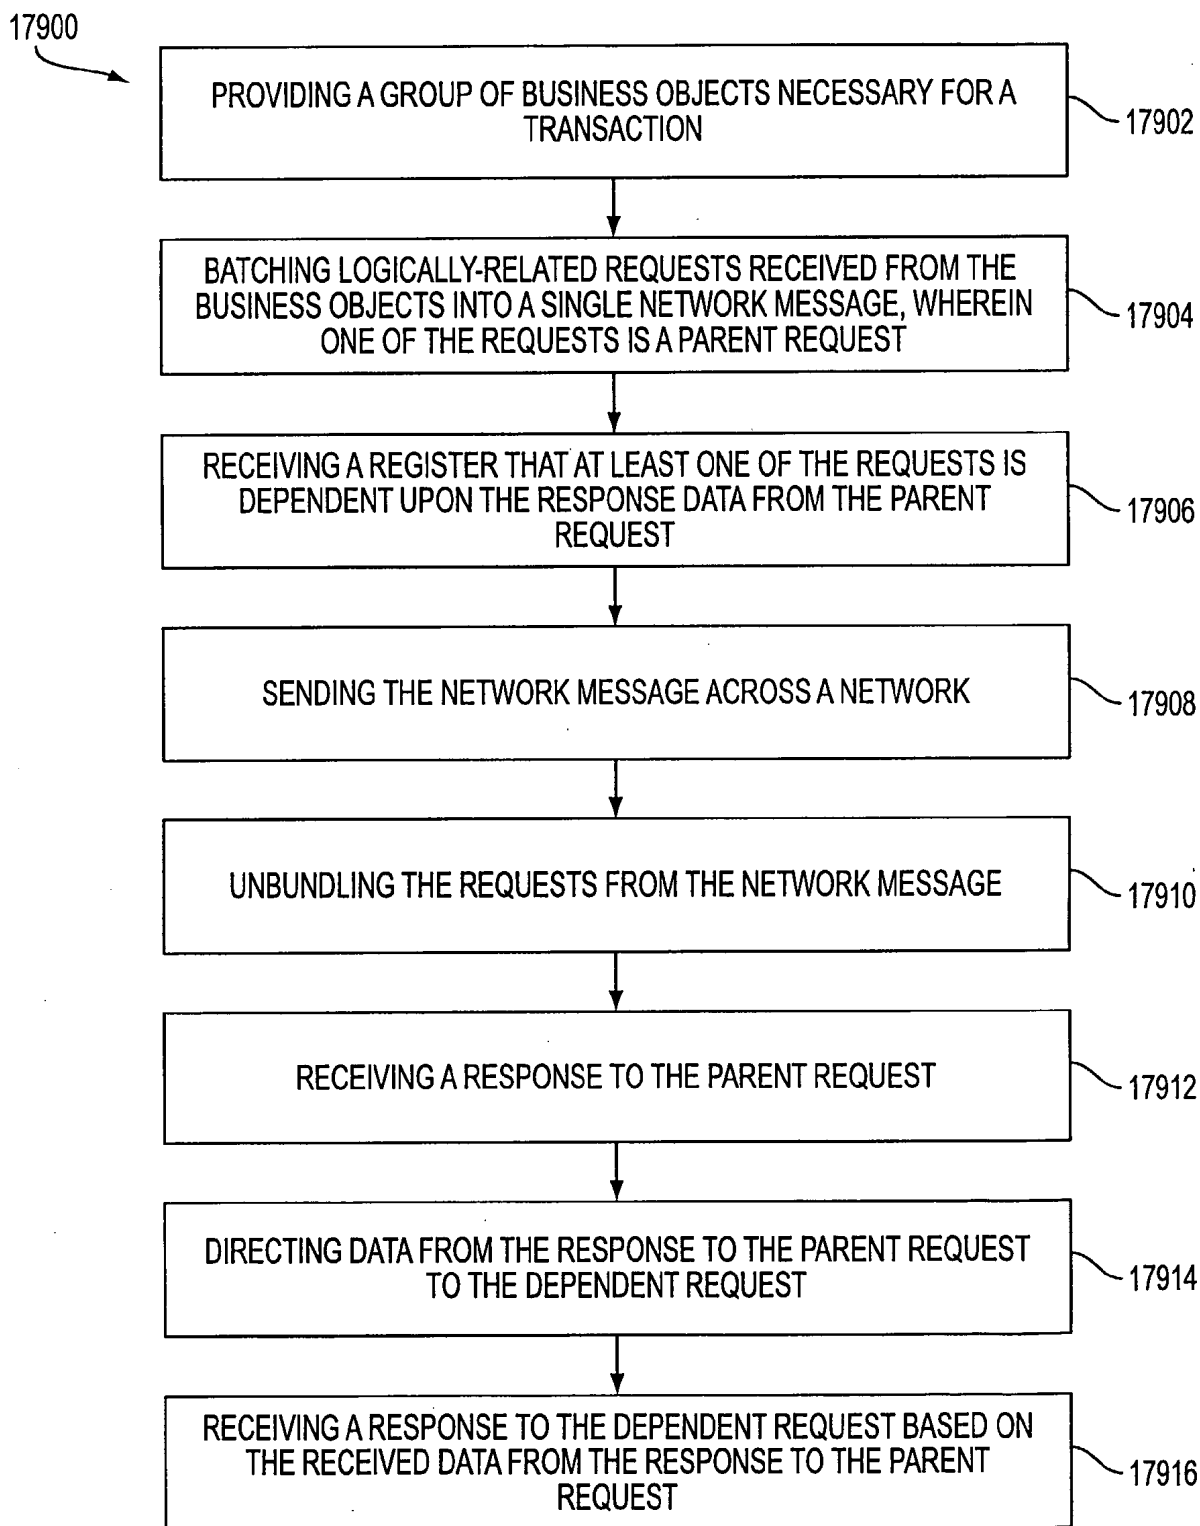 17900
PROVIDING A GROUP OF BUSINESS OBJECTS NECESSARY FOR A
TRANSACTION
17902
BATCHING LOGICALLY-RELATED REQUESTS RECEIVED FROM THE
BUSINESS OBJECTS INTO A SINGLE NETWORK MESSAGE, WHEREIN
ONE OF THE REQUESTS IS A PARENT REQUEST
17904
RECEIVING A REGISTER THAT AT LEAST ONE OF THE REQUESTS IS
DEPENDENT UPON THE RESPONSE DATA FROM THE PARENT
REQUEST
17906
SENDING THE NETWORK MESSAGE ACROSS A NETWORK
17908
UNBUNDLING THE REQUESTS FROM THE NETWORK MESSAGE
17910
RECEIVING A RESPONSE TO THE PARENT REQUEST
17912
DIRECTING DATA FROM THE RESPONSE TO THE PARENT REQUEST
TO THE DEPENDENT REQUEST
17914
RECEIVING A RESPONSE TO THE DEPENDENT REQUEST BASED ON
THE RECEIVED DATA FROM THE RESPONSE TO THE PARENT
REQUEST
17916